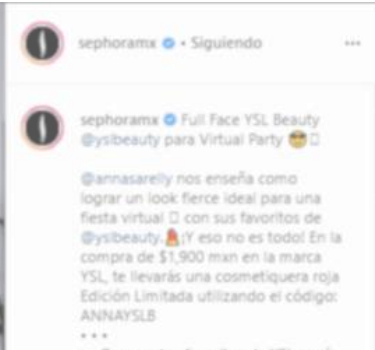 sephoramx • Siguiendo
sephoramx Full Face YSL Beauty
@yslbeauty para Virtual Party 😎
@annasarelly nos enseña como
lograr un look fierce ideal para una
fiesta virtual con sus favoritos de
@yslbeauty.💄¡Y eso no es todo! En la
compra de $1,900 mxn en la marca
YSL, te llevarás una cosmetiquera roja
Edición Limitada utilizando el código:
ANNAYSLB
• • •